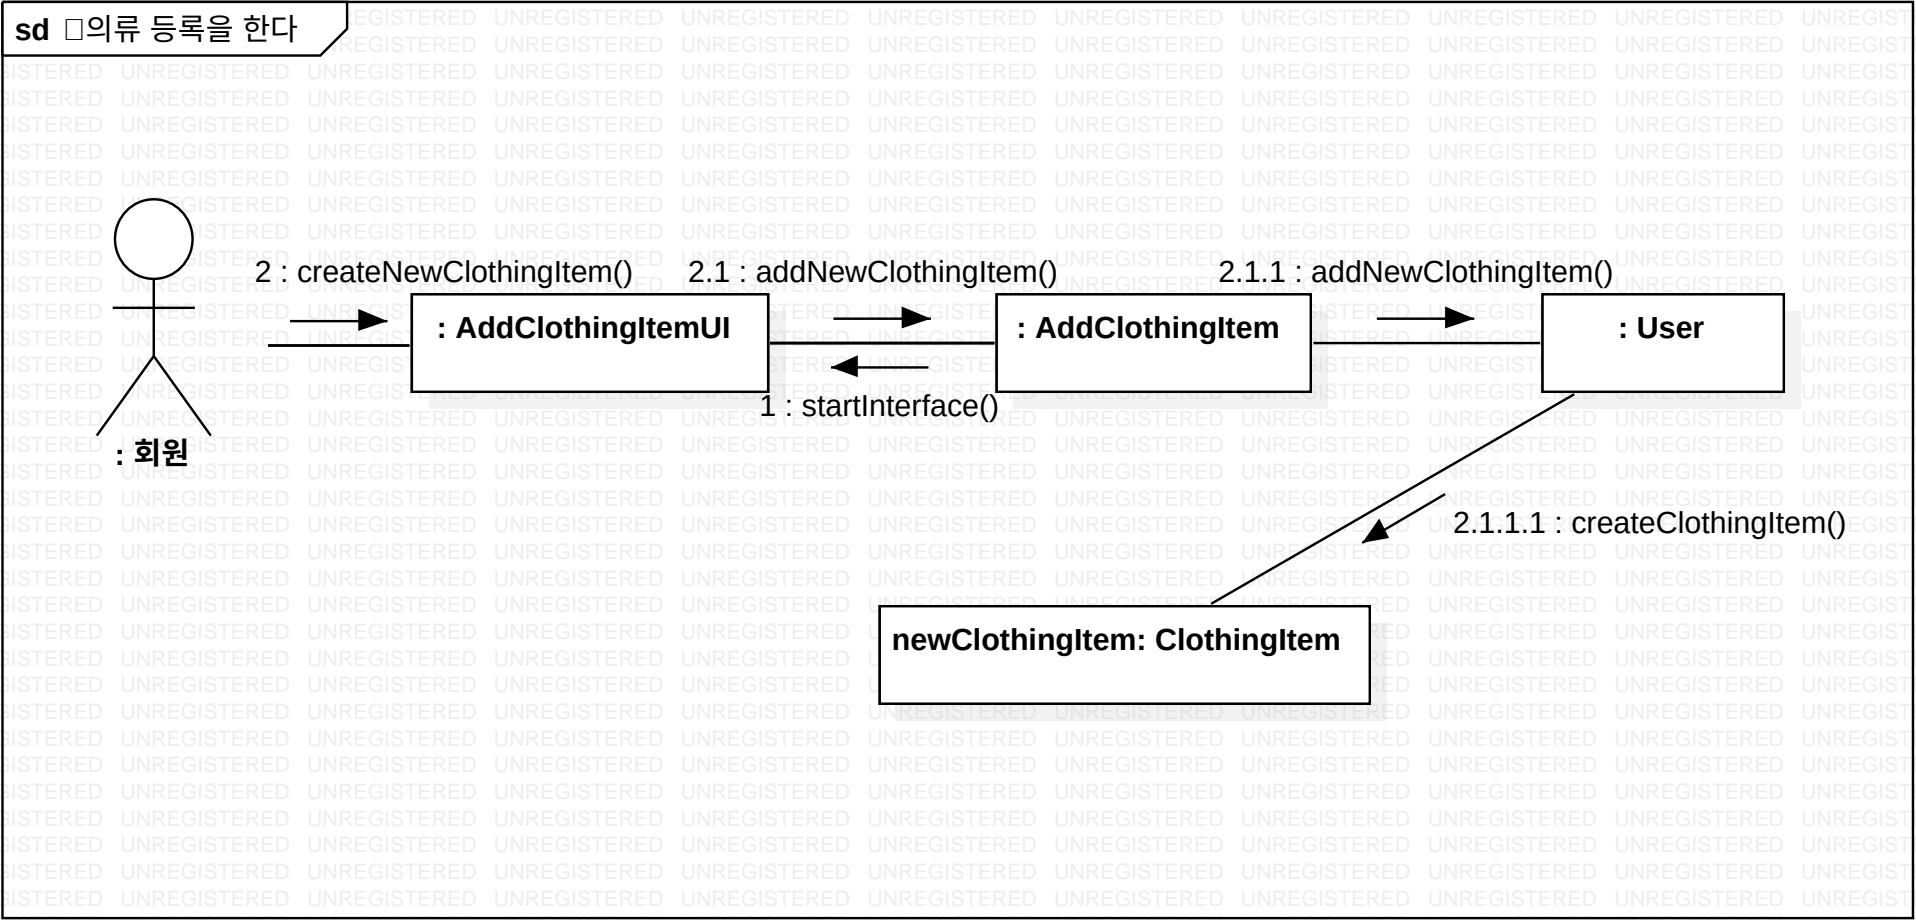 sd □의류 등록을 한다
2 : createNewClothingItem()
2.1 : addNewClothingItem()
2.1.1 : addNewClothingItem()
: AddClothingItemUI
: AddClothingItem
: User
1 : startInterface()
: 회원
2.1.1.1 : createClothingItem()
newClothingItem: ClothingItem
UNREGISTERED